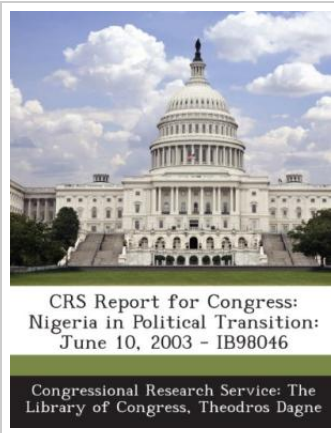 CRS Report for Congress:
Nigeria in Political Transition:
June 10, 2003 - IB98046
Congressional Research Service: The
Library of Congress, Theodros Dagne